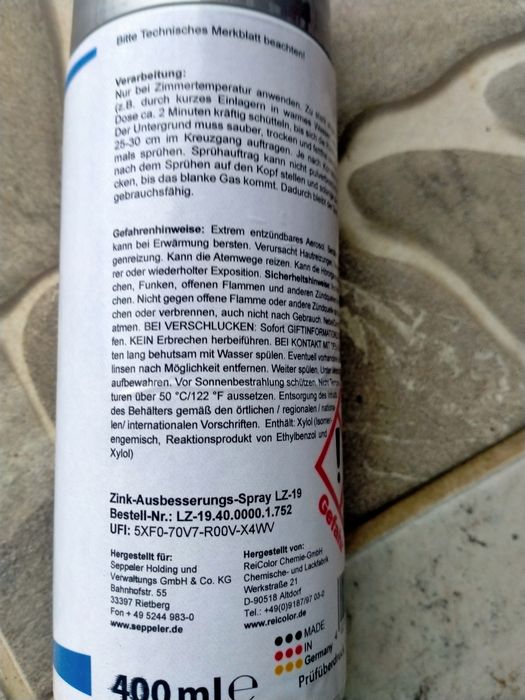 Bitte Technisches Merkblatt beachten!
Verarbeitung:
Nur bei Zimmertemperatur anwenden. Zu
(z.B. durch kurzes Einlagern in warmes
Dose ca. 2 Minuten kräftig schütteln, bis sich die
Der Untergrund muss sauber, trocken und
25-30 cm im Kreuzgang auftragen. Je nach
mals sprühen. Sprühauftrag kann nicht
nach dem Sprühen auf den Kopf stellen und
cken, bis das blanke Gas kommt. Dadurch bleibt
gebrauchsfähig.
Gefahrenhinweise: Extrem entzündbares Aerosol.
kann bei Erwärmung bersten. Verursacht Hautreizungen.
genreizung. Kann die Atemwege reizen. Kann die
rer oder wiederholter Exposition. Sicherheitshinweise:
chen, Funken, offenen Flammen und anderen Zündquellen
chen. Nicht gegen offene Flamme oder andere Zündquelle
chen oder verbrennen, auch nicht nach Gebrauch.
atmen. BEI VERSCHLUCKEN: Sofort
fen. KEIN Erbrechen herbeiführen. BEI KONTAKT MIT
ten lang behutsam mit Wasser spülen. Eventuell
linsen nach Möglichkeit entfernen. Weiter spülen. Unter
aufbewahren. Vor Sonnenbestrahlung schützen. Nicht
turen über 50 °C/122 °F aussetzen. Entsorgung des
des Behälters gemäß den örtlichen / regionalen /
len/ internationalen Vorschriften. Enthält: Xylol (Isomer-
engemisch, Reaktionsprodukt von Ethylbenzol und
Xylol)
Gefahr
Zink-Ausbesserungs-Spray LZ-19
Bestell-Nr.: LZ-19.40.0000.1.752
UFI: 5XF0-70V7-R00V-X4WV
Hergestellt für:
Seppeler Holding und
Verwaltungs GmbH & Co. KG
Bahnhofstr. 55
33397 Rietberg
Fon + 49 5244 983-0
www.seppeler.de
Hergestellt von:
ReiColor Chemie-GmbH
Chemische- und Lackfabrik
Werkstraße 21
D-90518 Altdorf
Tel.: +49(0)9187/97 03-0
www.reicolor.de
MADE
IN
Germany
400 ml e